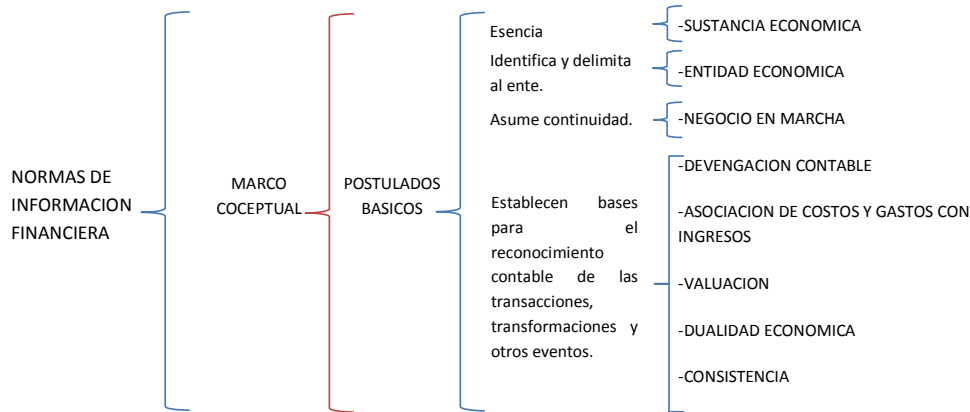 NORMAS DE
INFORMACION
FINANCIERA
MARCO
COCEPTUAL
POSTULADOS
BASICOS
Esencia
-SUSTANCIA ECONOMICA
Identifica y delimita
al ente.
-ENTIDAD ECONOMICA
Asume continuidad.
-NEGOCIO EN MARCHA
Establecen bases
para el
reconocimiento
contable de las
transacciones,
transformaciones y
otros eventos.
-DEVENGACION CONTABLE
-ASOCIACION DE COSTOS Y GASTOS CON
INGRESOS
-VALUACION
-DUALIDAD ECONOMICA
-CONSISTENCIA